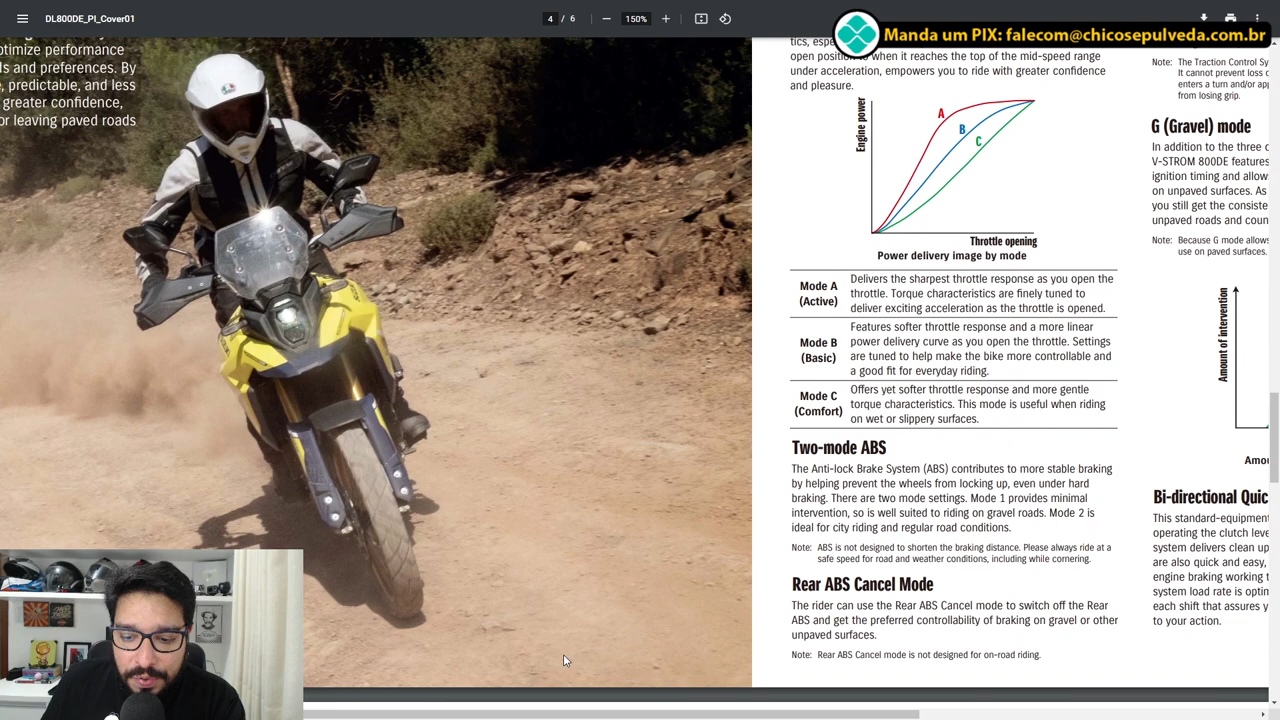 DL800DE_PI_Cover01
4 / 6
150%
Manda um PIX: falecom@chicosepulveda.com.br
optimize performance
s and preferences. By
, predictable, and less
greater confidence,
or leaving paved roads
open position when it reaches the top of the mid-speed range
under acceleration, empowers you to ride with greater confidence
and pleasure.
Engine power
A
B
C
Throttle opening
Power delivery image by mode
Mode A
(Active)
Delivers the sharpest throttle response as you open the
throttle. Torque characteristics are finely tuned to
deliver exciting acceleration as the throttle is opened.
Mode B
(Basic)
Features softer throttle response and a more linear
power delivery curve as you open the throttle. Settings
are tuned to help make the bike more controllable and
a good fit for everyday riding.
Mode C
(Comfort)
Offers yet softer throttle response and more gentle
torque characteristics. This mode is useful when riding
on wet or slippery surfaces.
Two-mode ABS
The Anti-lock Brake System (ABS) contributes to more stable braking
by helping prevent the wheels from locking up, even under hard
braking. There are two mode settings. Mode 1 provides minimal
intervention, so is well suited to riding on gravel roads. Mode 2 is
ideal for city riding and regular road conditions.
Note: ABS is not designed to shorten the braking distance. Please always ride at a
safe speed for road and weather conditions, including while cornering.
Rear ABS Cancel Mode
The rider can use the Rear ABS Cancel mode to switch off the Rear
ABS and get the preferred controllability of braking on gravel or other
unpaved surfaces.
Note: Rear ABS Cancel mode is not designed for on-road riding.
Note: The Traction Control Sy
It cannot prevent loss
enters a turn and/or ap
from losing grip.
G (Gravel) mode
In addition to the three
V-STROM 800DE features
ignition timing and allow
on unpaved surfaces. As
you still get the consiste
unpaved roads and coun
Note: Because G mode allows
use on paved surfaces.
Amount of intervention
Amou
Bi-directional Quic
This standard-equipment
operating the clutch leve
system delivers clean up
are also quick and easy,
engine braking working t
system load rate is optim
each shift that assures y
to your action.